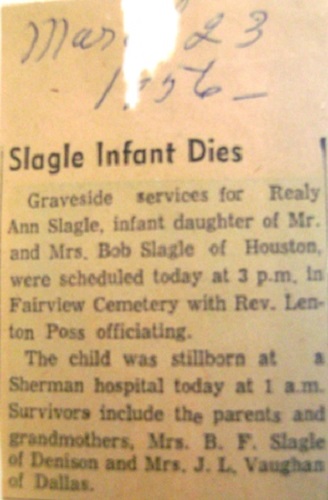 Mar 23
1956
Slagle Infant Dies
Graveside services for Realy
Ann Slagle, infant daughter of Mr.
and Mrs. Bob Slagle of Houston,
were scheduled today at 3 p.m. in
Fairview Cemetery with Rev. Len-
ton Poss officiating.
The child was stillborn at a
Sherman hospital today at 1 a.m.
Survivors include the parents and
grandmothers, Mrs. B. F. Slagle
of Denison and Mrs. J. L. Vaughan
of Dallas.